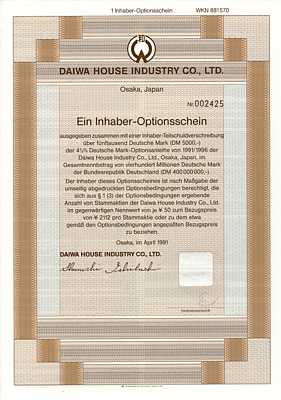 1 Inhaber-Optionsschein WKN 881570
DAIWA HOUSE INDUSTRY CO., LTD.
Osaka, Japan
Nr. 002425
Ein Inhaber-Optionsschein
ausgegeben zusammen mit einer Inhaber-Teilschuldverschreibung
über fünftausend Deutsche Mark (DM 5000,-)
der 4⅛% Deutsche Mark-Optionsanleihe von 1991/1996 der
Daiwa House Industry Co., Ltd., Osaka, Japan, im
Gesamtnennbetrag von vierhundert Millionen Deutsche Mark
der Bundesrepublik Deutschland (DM 400 000 000,-)
Der Inhaber dieses Optionsscheines ist nach Maßgabe der
umseitig abgedruckten Optionsbedingungen berechtigt, die
sich aus § 1 (3) der Optionsbedingungen ergebende
Anzahl von Stammaktien der Daiwa House Industry Co., Ltd.
im gegenwärtigen Nennwert von je ¥ 50 zum Bezugspreis
von ¥ 2112 pro Stammaktie oder zu dem etwa
gemäß den Optionsbedingungen angepaßten Bezugspreis
zu beziehen.
Osaka, im April 1991
DAIWA HOUSE INDUSTRY CO., LTD.